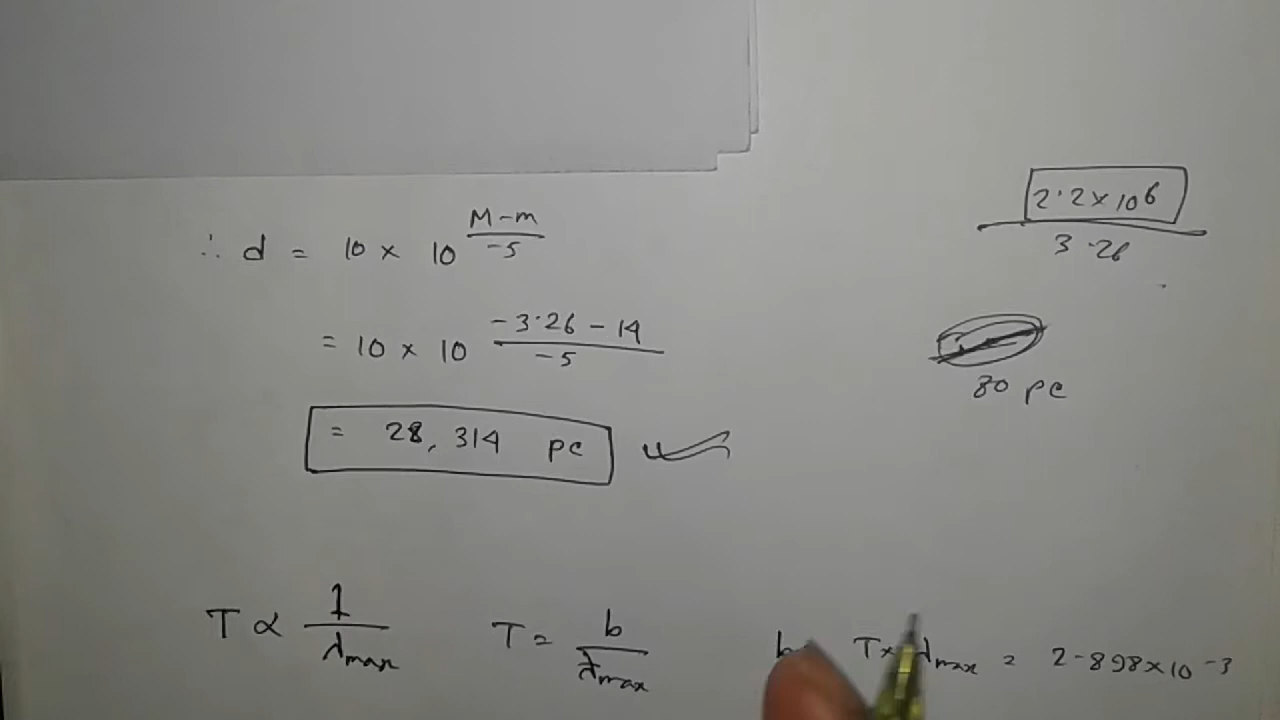 ∴ d = 10 × 10^((M-m)/-5)
= 10 × 10^((-3.26 - 14)/-5)
= 28,314 pc
2.2×10^6 / 3.26
80 pc
T ∝ 1/λmax
T = b/λmax
b T × λmax = 2.898×10^-3